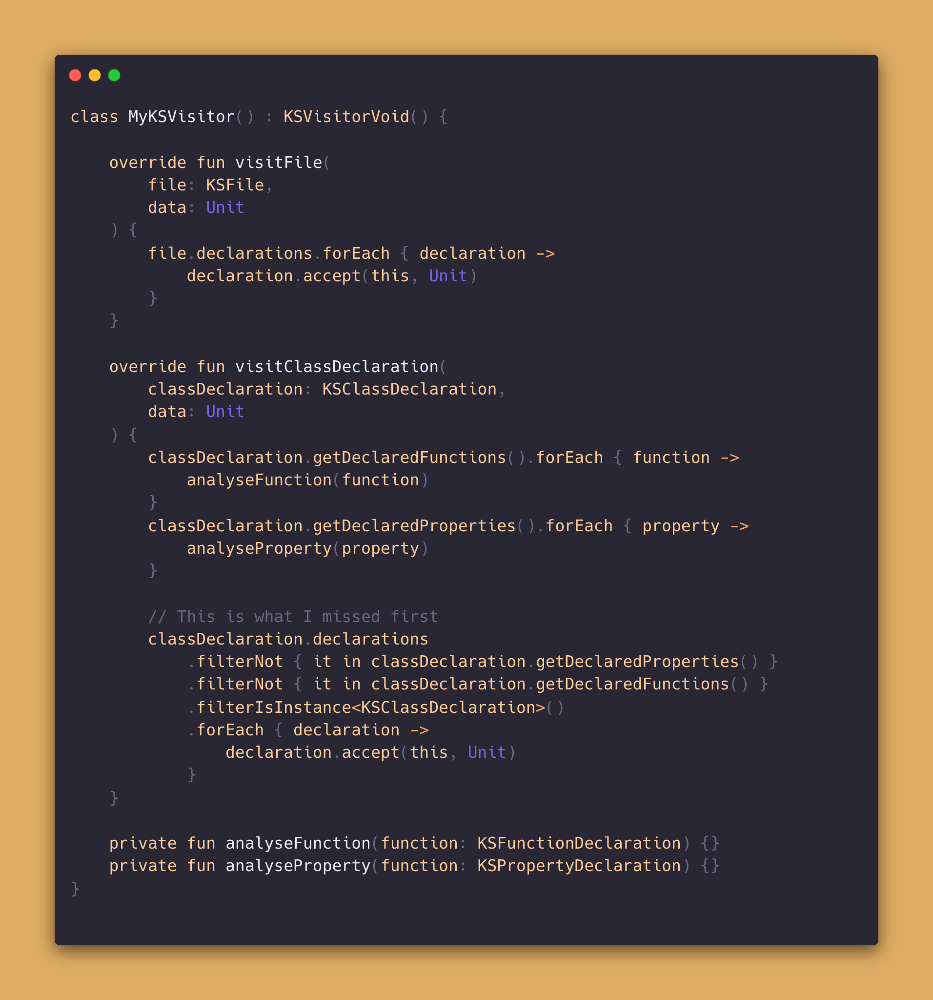 class MyKSVisitor() : KSVisitorVoid() {
override fun visitFile(
file: KSFile,
data: Unit
) {
file.declarations.forEach { declaration ->
declaration.accept(this, Unit)
}
}
override fun visitClassDeclaration(
classDeclaration: KSClassDeclaration,
data: Unit
) {
classDeclaration.getDeclaredFunctions().forEach { function ->
analyseFunction(function)
}
classDeclaration.getDeclaredProperties().forEach { property ->
analyseProperty(property)
}
// This is what I missed first
classDeclaration.declarations
.filterNot { it in classDeclaration.getDeclaredProperties() }
.filterNot { it in classDeclaration.getDeclaredFunctions() }
.filterIsInstance<KSClassDeclaration>()
.forEach { declaration ->
declaration.accept(this, Unit)
}
}
private fun analyseFunction(function: KSFunctionDeclaration) {}
private fun analyseProperty(function: KSPropertyDeclaration) {}
}